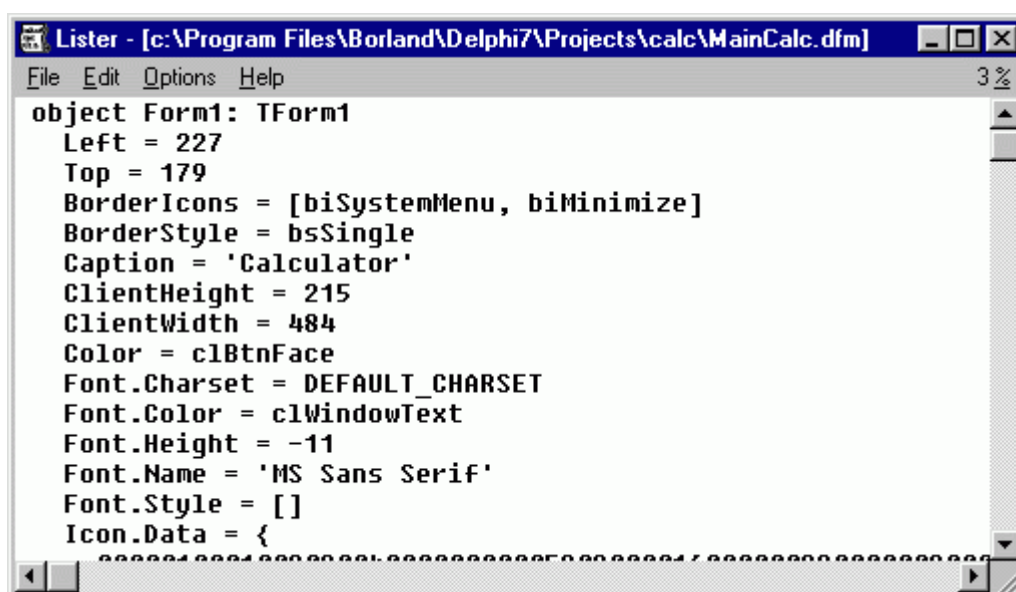 Lister - [c:\Program Files\Borland\Delphi7\Projects\calc\MainCalc.dfm]
File Edit Options Help 3 %
object Form1: TForm1
  Left = 227
  Top = 179
  BorderIcons = [biSystemMenu, biMinimize]
  BorderStyle = bsSingle
  Caption = 'Calculator'
  ClientHeight = 215
  ClientWidth = 484
  Color = clBtnFace
  Font.Charset = DEFAULT_CHARSET
  Font.Color = clWindowText
  Font.Height = -11
  Font.Name = 'MS Sans Serif'
  Font.Style = []
  Icon.Data = {